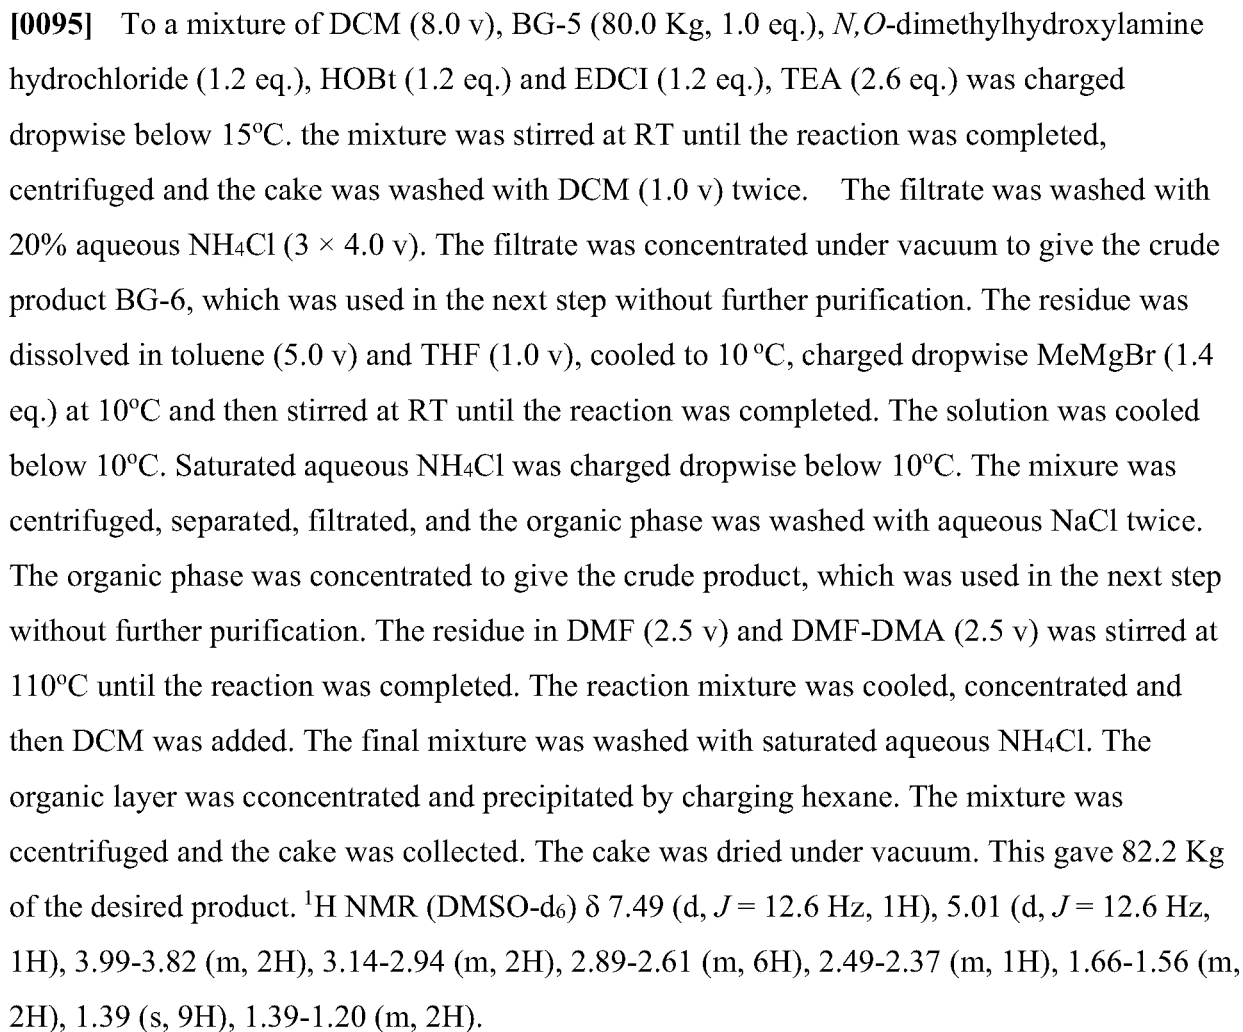 [0095] To a mixture of DCM (8.0 v), BG-5 (80.0 Kg, 1.0 eq.), N,O-dimethylhydroxylamine
hydrochloride (1.2 eq.), HOBt (1.2 eq.) and EDCI (1.2 eq.), TEA (2.6 eq.) was charged
dropwise below 15ºC. the mixture was stirred at RT until the reaction was completed,
centrifuged and the cake was washed with DCM (1.0 v) twice. The filtrate was washed with
20% aqueous NH₄Cl (3 × 4.0 v). The filtrate was concentrated under vacuum to give the crude
product BG-6, which was used in the next step without further purification. The residue was
dissolved in toluene (5.0 v) and THF (1.0 v), cooled to 10 ºC, charged dropwise MeMgBr (1.4
eq.) at 10ºC and then stirred at RT until the reaction was completed. The solution was cooled
below 10ºC. Saturated aqueous NH₄Cl was charged dropwise below 10ºC. The mixure was
centrifuged, separated, filtrated, and the organic phase was washed with aqueous NaCl twice.
The organic phase was concentrated to give the crude product, which was used in the next step
without further purification. The residue in DMF (2.5 v) and DMF-DMA (2.5 v) was stirred at
110ºC until the reaction was completed. The reaction mixture was cooled, concentrated and
then DCM was added. The final mixture was washed with saturated aqueous NH₄Cl. The
organic layer was cconcentrated and precipitated by charging hexane. The mixture was
ccentrifuged and the cake was collected. The cake was dried under vacuum. This gave 82.2 Kg
of the desired product. ¹H NMR (DMSO-d₆) δ 7.49 (d, J = 12.6 Hz, 1H), 5.01 (d, J = 12.6 Hz,
1H), 3.99-3.82 (m, 2H), 3.14-2.94 (m, 2H), 2.89-2.61 (m, 6H), 2.49-2.37 (m, 1H), 1.66-1.56 (m,
2H), 1.39 (s, 9H), 1.39-1.20 (m, 2H).